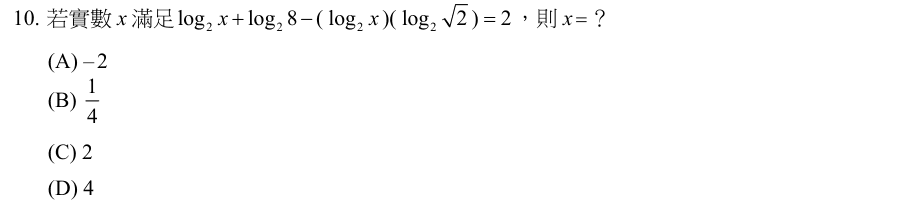 10. 若實數 x 滿足 log₂ x + log₂ 8 − ( log₂ x )( log₂ √2 ) = 2 ，則 x = ？
(A) – 2
(B) 1/4
(C) 2
(D) 4